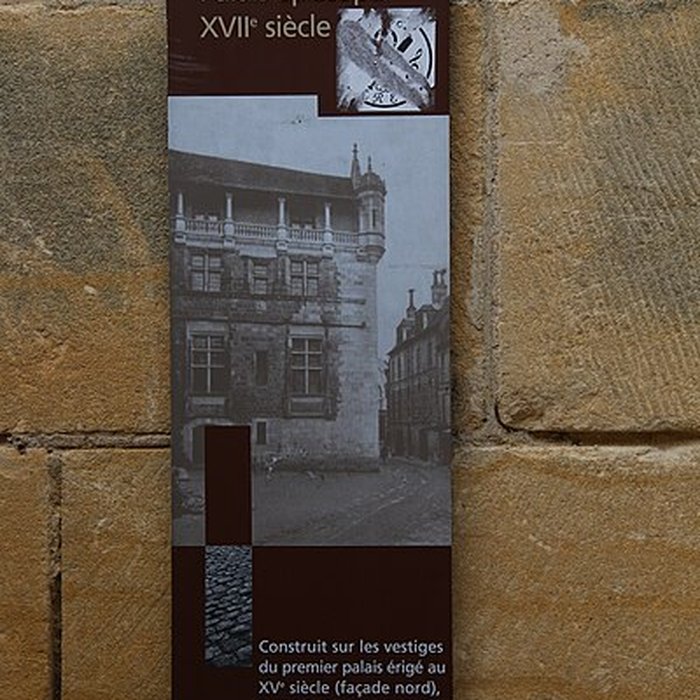 XVIIᵉ siècle
Construit sur les vestiges
du premier palais érigé au
XVᵉ siècle (façade nord),